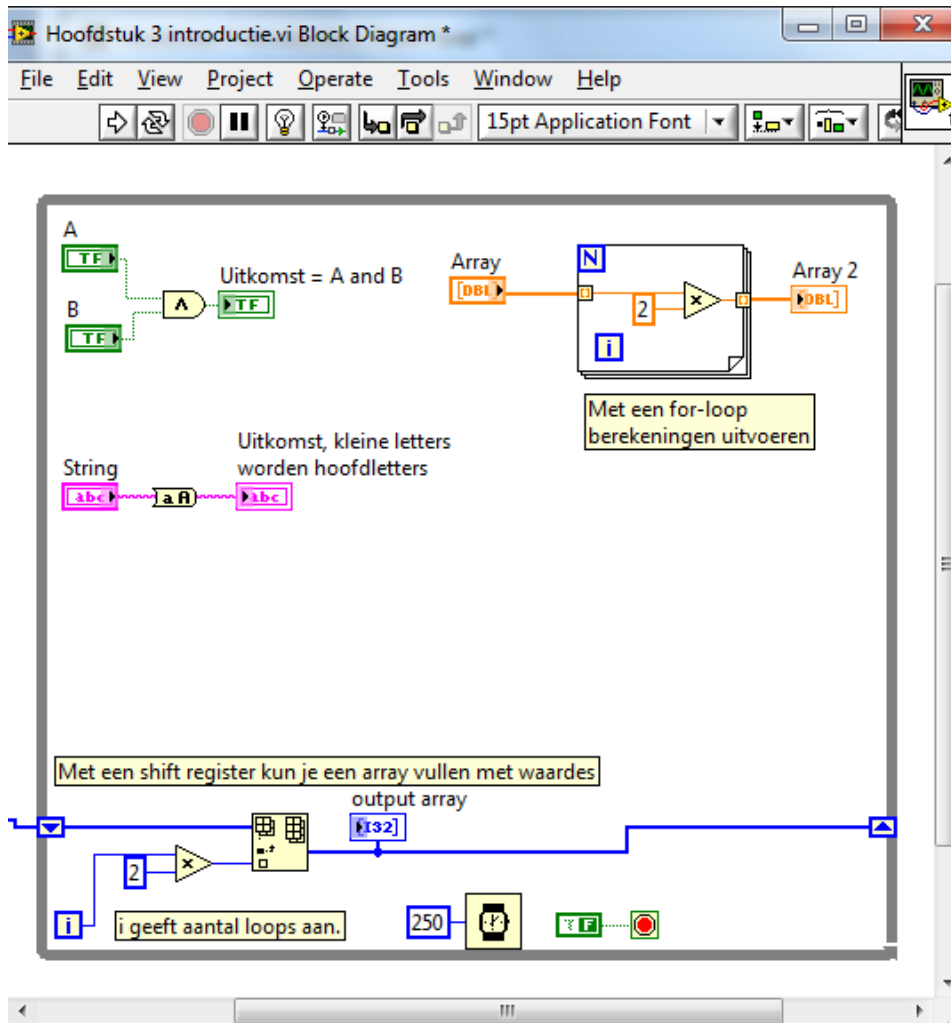 Hoofdstuk 3 introductie.vi Block Diagram *
File Edit View Project Operate Tools Window Help
15pt Application Font
A
TF
B
TF
Uitkomst = A and B
TF
Array
[DBL]
N
2
i
Array 2
DBL]
Met een for-loop
berekeningen uitvoeren
String
abc
aA
Uitkomst, kleine letters
worden hoofdletters
abc
Met een shift register kun je een array vullen met waardes
output array
[I32]
2
i
i geeft aantal loops aan.
250
F